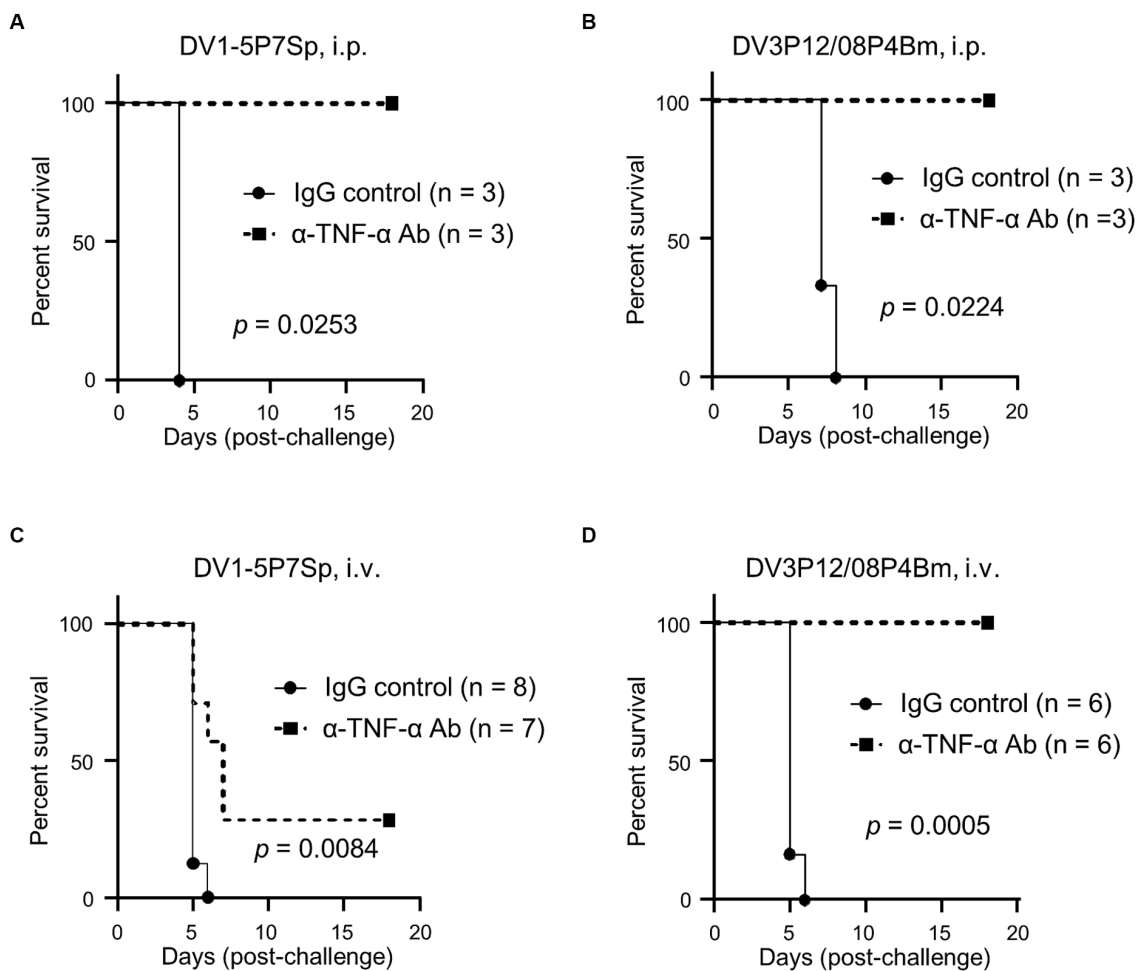 A
DV1-5P7Sp, i.p.
100
50
0
Percent survival
IgG control (n = 3)
α-TNF-α Ab (n = 3)
p = 0.0253
0 5 10 15 20
Days (post-challenge)
B
DV3P12/08P4Bm, i.p.
100
50
0
Percent survival
IgG control (n = 3)
α-TNF-α Ab (n =3)
p = 0.0224
0 5 10 15 20
Days (post-challenge)
C
DV1-5P7Sp, i.v.
100
50
0
Percent survival
IgG control (n = 8)
α-TNF-α Ab (n = 7)
p = 0.0084
0 5 10 15 20
Days (post-challenge)
D
DV3P12/08P4Bm, i.v.
100
50
0
Percent survival
IgG control (n = 6)
α-TNF-α Ab (n = 6)
p = 0.0005
0 5 10 15 20
Days (post-challenge)